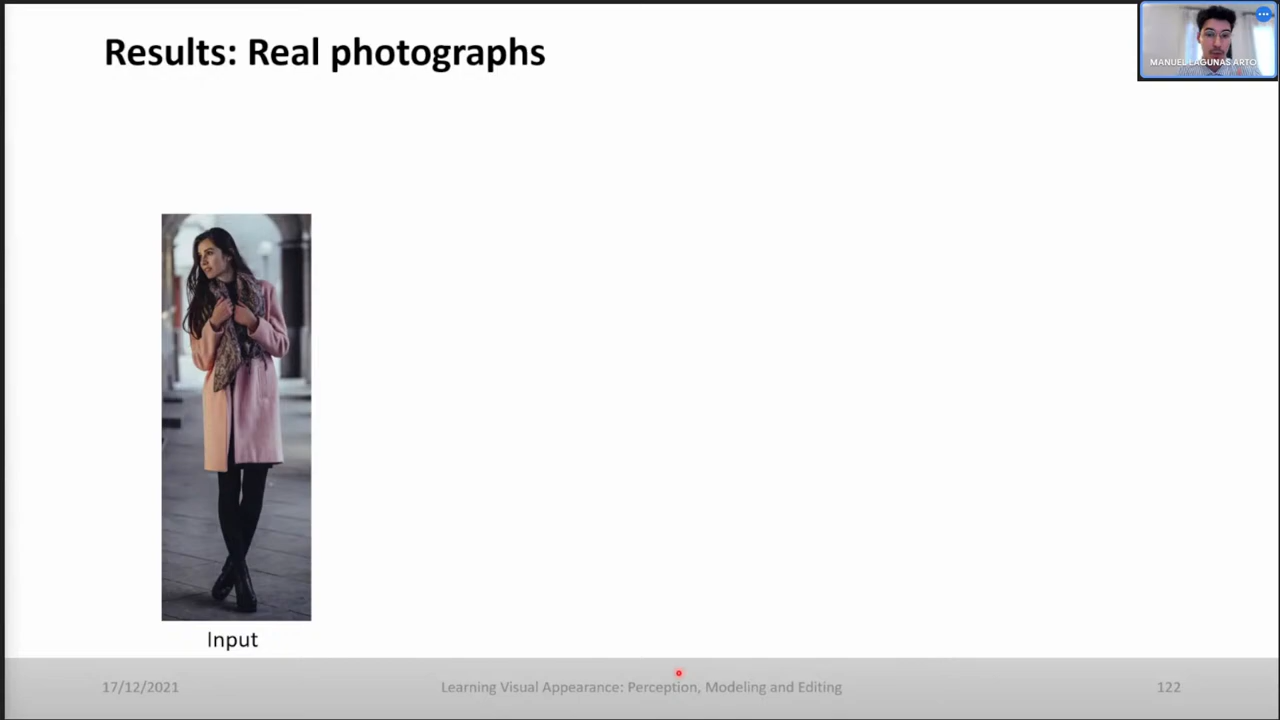 Results: Real photographs
MANUEL LAGUNAS ARTO
Input
17/12/2021
Learning Visual Appearance: Perception, Modeling and Editing
122